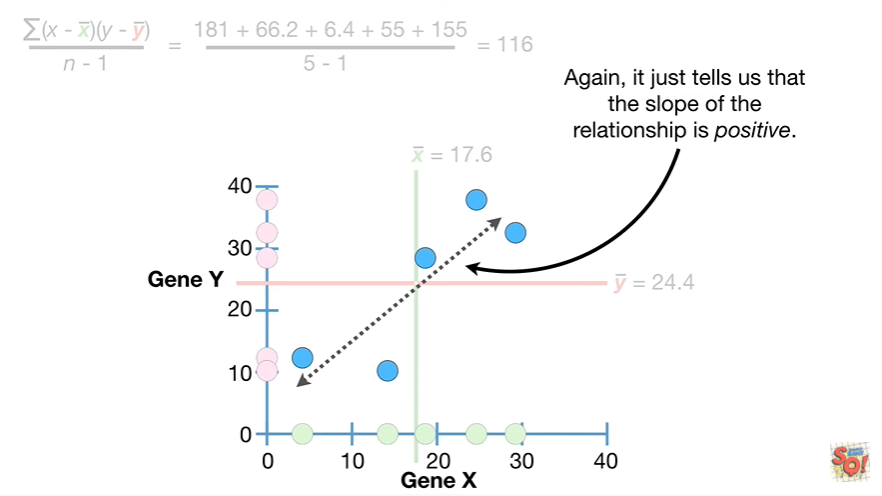 ∑(x - x̅)(y - y̅)
n - 1
=
181 + 66.2 + 6.4 + 55 + 155
5 - 1
= 116
Again, it just tells us that
the slope of the
relationship is positive.
x̅ = 17.6
40
30
Gene Y
y̅ = 24.4
20
10
0
0 10 20 30 40
Gene X
SQ!